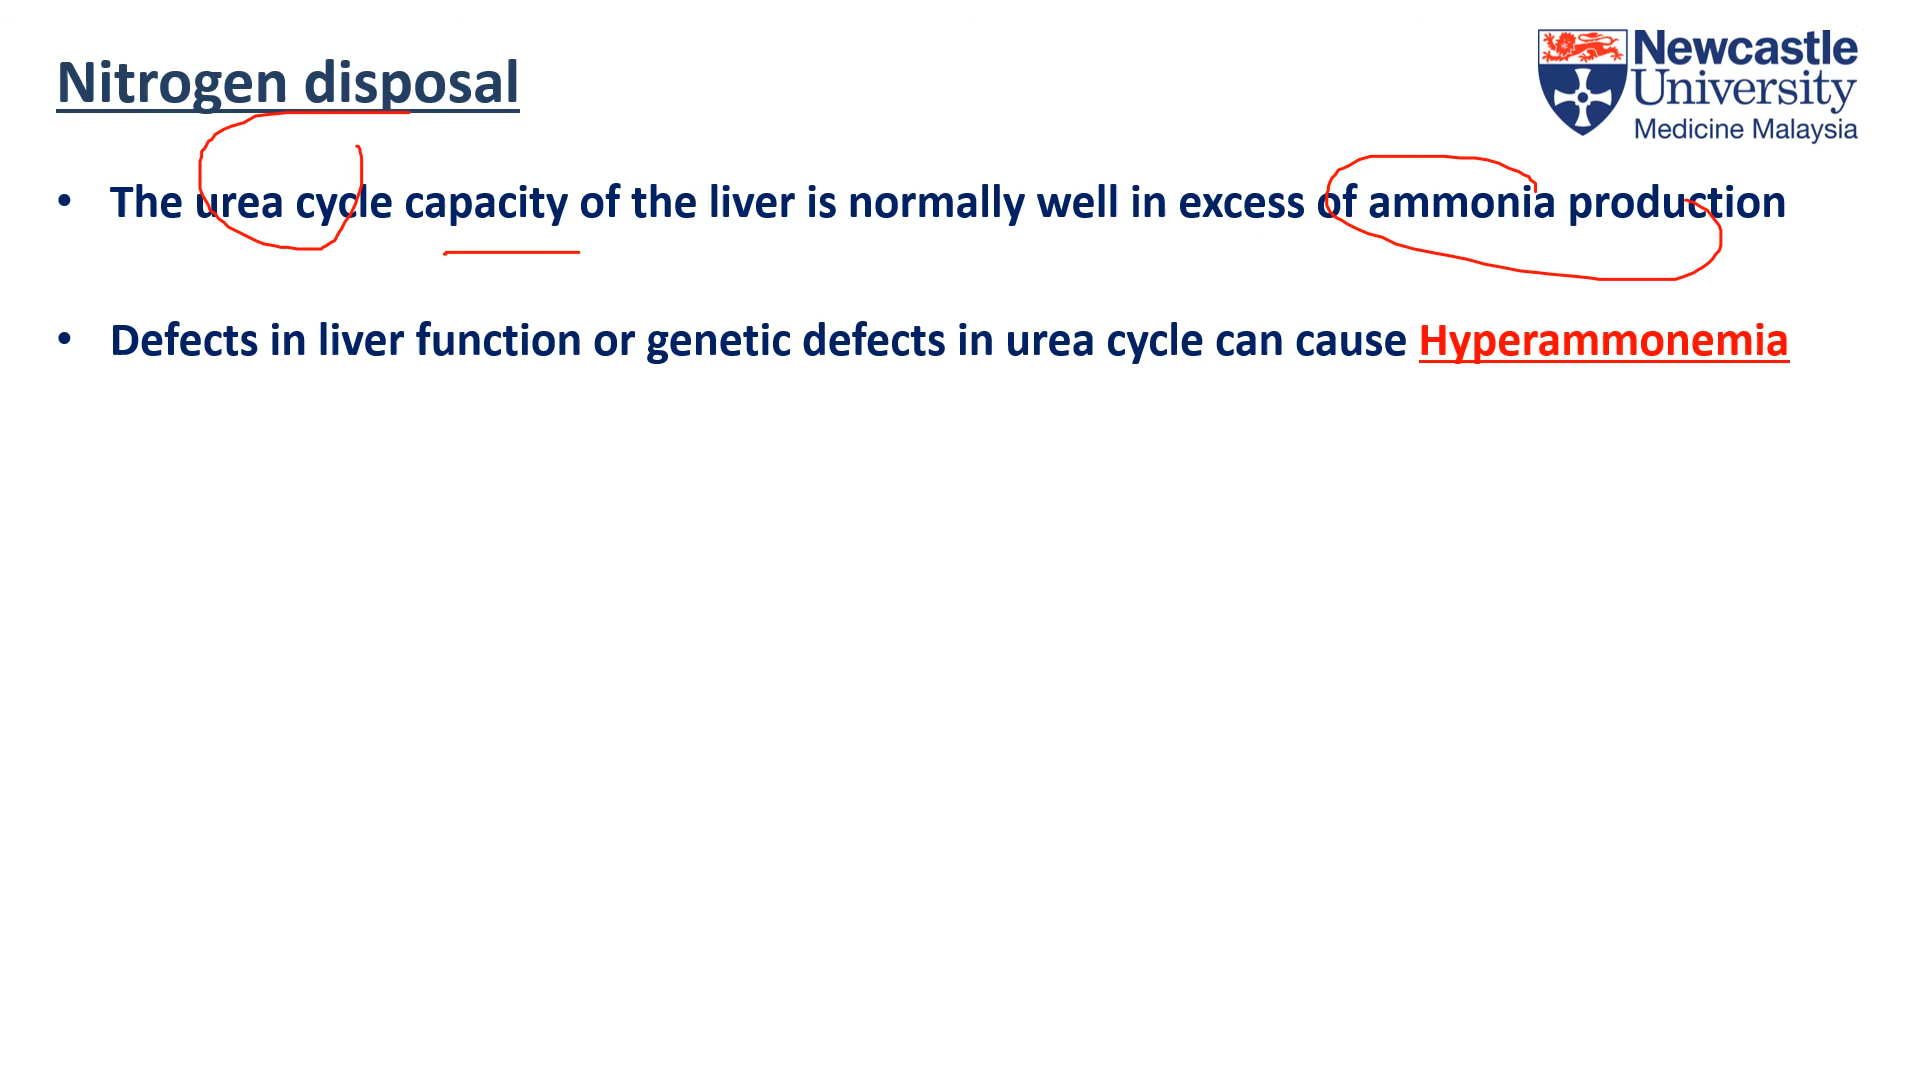 Nitrogen disposal
Newcastle
University
Medicine Malaysia
• The urea cycle capacity of the liver is normally well in excess of ammonia production
• Defects in liver function or genetic defects in urea cycle can cause Hyperammonemia